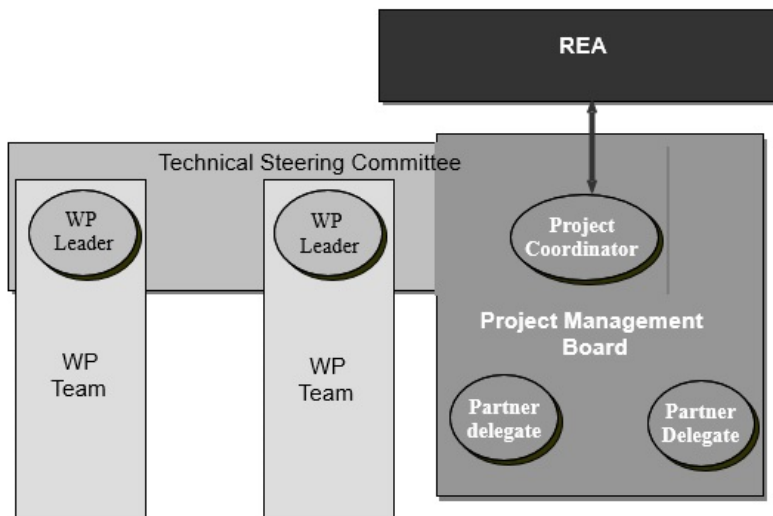 REA
Technical Steering Committee
WP
Leader
WP
Leader
Project
Coordinator
Project Management
Board
WP
Team
WP
Team
Partner
delegate
Partner
Delegate